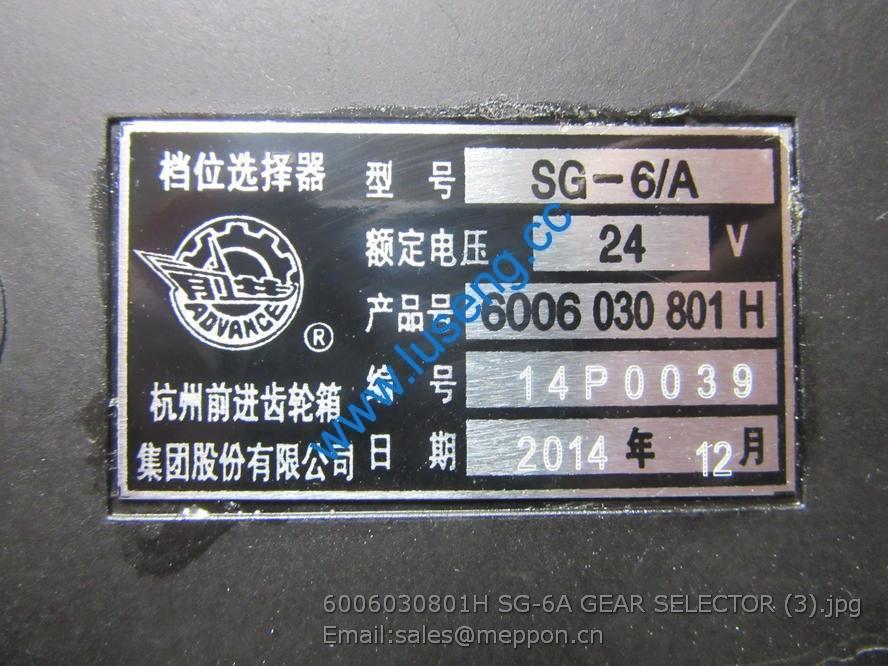 档位选择器
型 号 SG-6/A
额定电压 24 V
产品号 6006 030 801 H
编 号 14P0039
日 期 2014 年 12 月
前进
ADVANCE
®
杭州前进齿轮箱
集团股份有限公司
www.luseng.cc
6006030801H SG-6A GEAR SELECTOR (3).jpg
Email:sales@meppon.cn